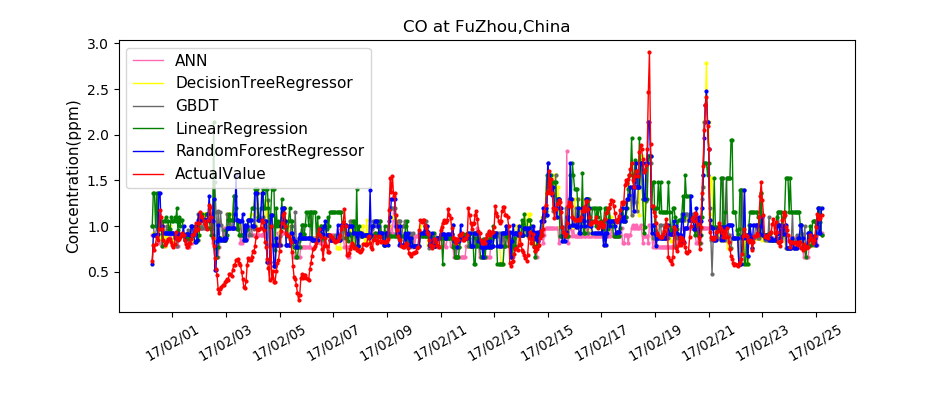 CO at FuZhou,China
Concentration(ppm)
3.0
2.5
2.0
1.5
1.0
0.5
ANN
DecisionTreeRegressor
GBDT
LinearRegression
RandomForestRegressor
ActualValue
17/02/01
17/02/03
17/02/05
17/02/07
17/02/09
17/02/11
17/02/13
17/02/15
17/02/17
17/02/19
17/02/21
17/02/23
17/02/25